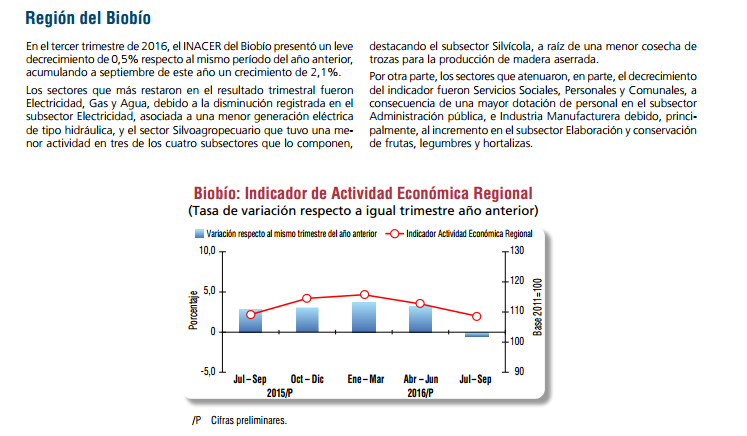 Región del Biobío
En el tercer trimestre de 2016, el INACER del Biobío presentó un leve
decrecimiento de 0,5% respecto al mismo período del año anterior,
acumulando a septiembre de este año un crecimiento de 2,1%.
Los sectores que más restaron en el resultado trimestral fueron
Electricidad, Gas y Agua, debido a la disminución registrada en el
subsector Electricidad, asociada a una menor generación eléctrica
de tipo hidráulica, y el sector Silvoagropecuario que tuvo una me-
nor actividad en tres de los cuatro subsectores que lo componen,
destacando el subsector Silvícola, a raíz de una menor cosecha de
trozas para la producción de madera aserrada.
Por otra parte, los sectores que atenuaron, en parte, el decrecimiento
del indicador fueron Servicios Sociales, Personales y Comunales, a
consecuencia de una mayor dotación de personal en el subsector
Administración pública, e Industria Manufacturera debido, princi-
palmente, al incremento en el subsector Elaboración y conservación
de frutas, legumbres y hortalizas.
Biobío: Indicador de Actividad Económica Regional
(Tasa de variación respecto a igual trimestre año anterior)
Variación respecto al mismo trimestre del año anterior Indicador Actividad Económica Regional
10,0
5,0
0
-5,0
Porcentaje
130
120
110
100
90
Base 2011=100
Jul – Sep Oct – Dic Ene – Mar Abr – Jun Jul – Sep
2015/P 2016/P
/P Cifras preliminares.